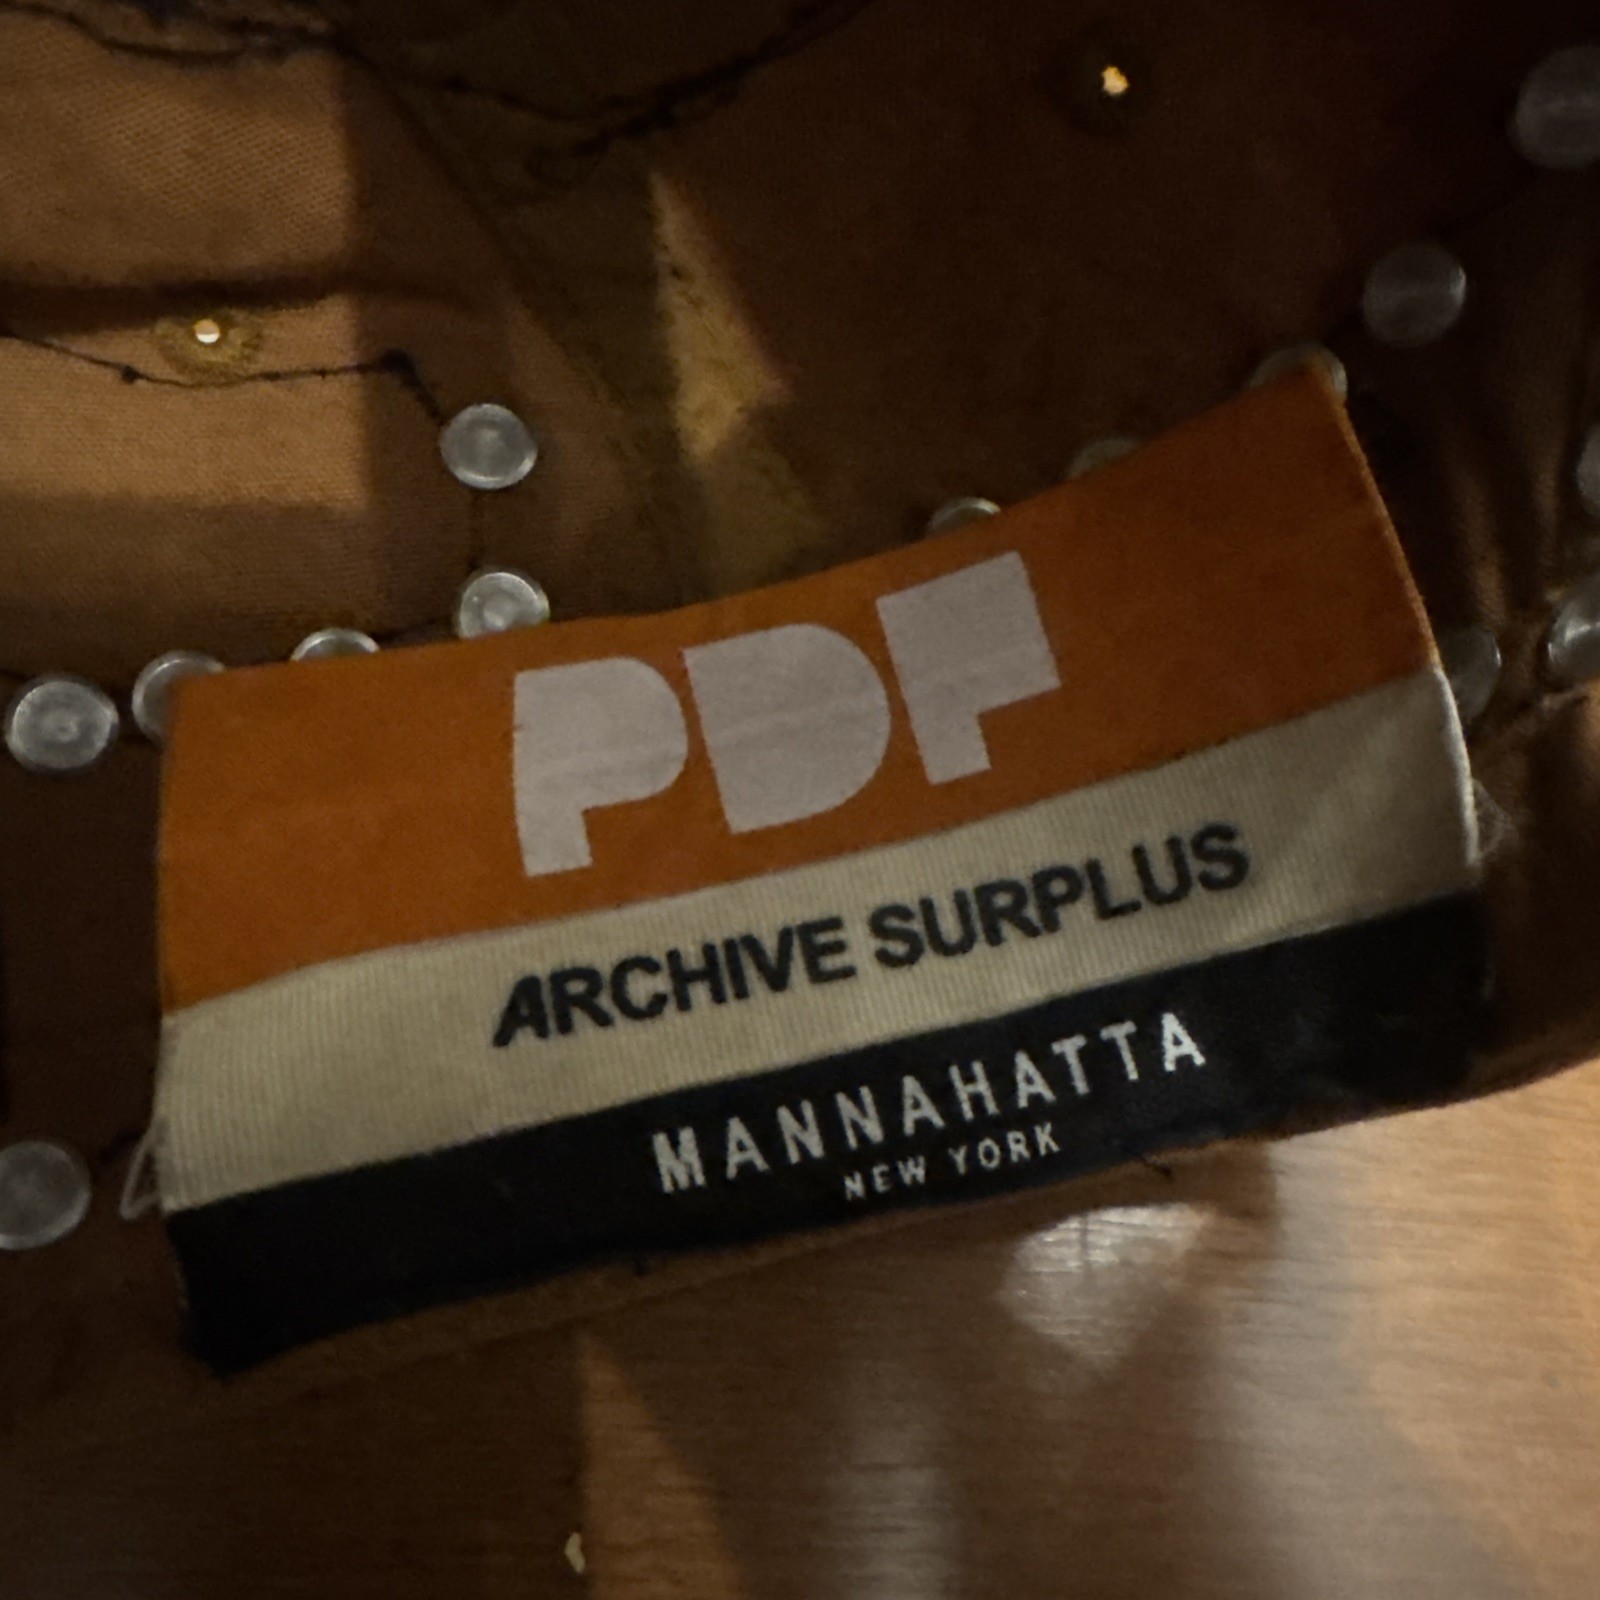 PDF
ARCHIVE SURPLUS
MANNAHATTA
NEW YORK